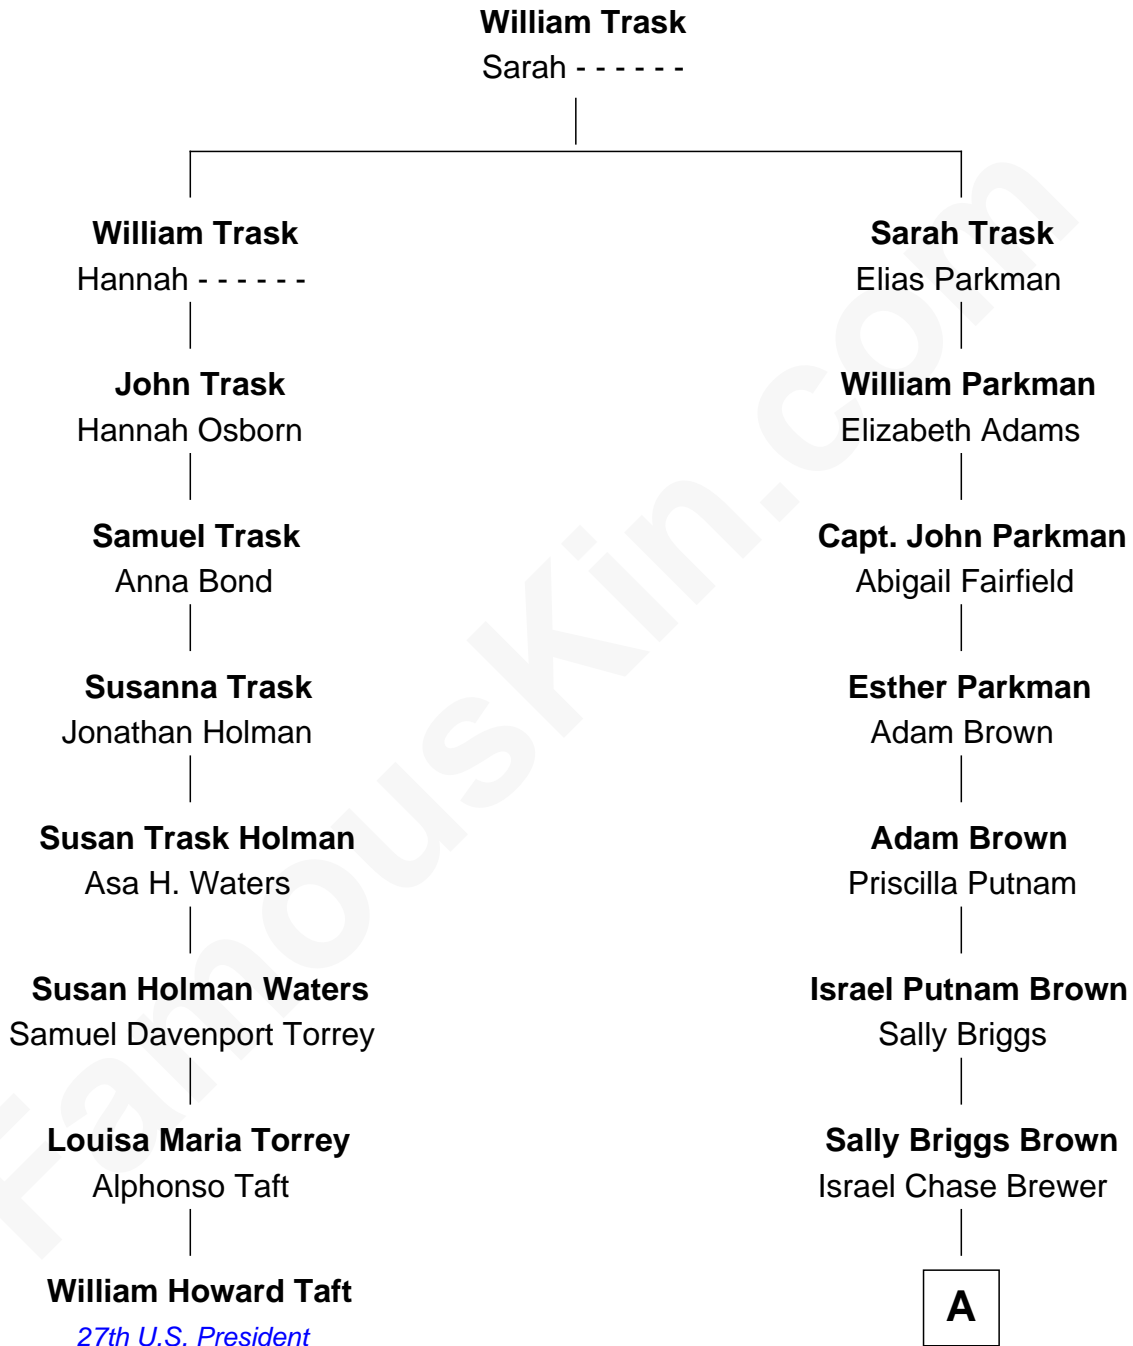 William Trask
Sarah - - - - - -
William Trask
Hannah - - - - - -
John Trask
Hannah Osborn
Samuel Trask
Anna Bond
Susanna Trask
Jonathan Holman
Susan Trask Holman
Asa H. Waters
Susan Holman Waters
Samuel Davenport Torrey
Louisa Maria Torrey
Alphonso Taft
William Howard Taft
27th U.S. President
Sarah Trask
Elias Parkman
William Parkman
Elizabeth Adams
Capt. John Parkman
Abigail Fairfield
Esther Parkman
Adam Brown
Adam Brown
Priscilla Putnam
Israel Putnam Brown
Sally Briggs
Sally Briggs Brown
Israel Chase Brewer
A
FamousKin.com